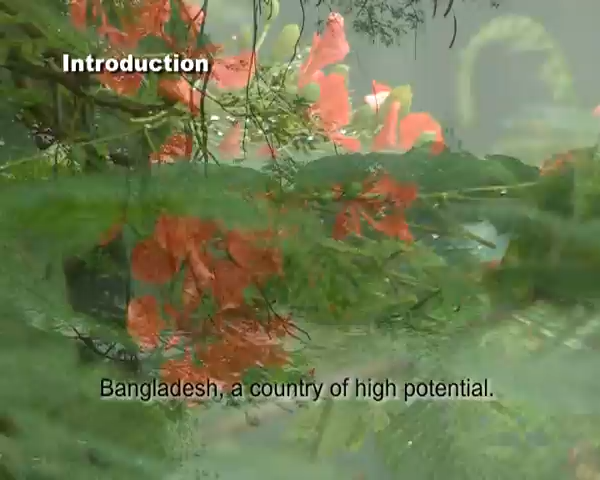 Introduction
Bangladesh, a country of high potential.